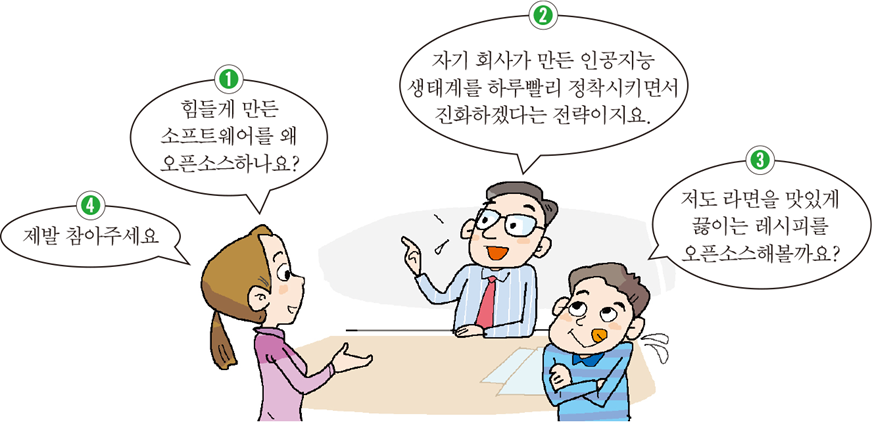 ❶
힘들게 만든
소프트웨어를 왜
오픈소스하나요?
❷
자기 회사가 만든 인공지능
생태계를 하루빨리 정착시키면서
진화하겠다는 전략이지요.
❸
저도 라면을 맛있게
끓이는 레시피를
오픈소스해볼까요?
❹
제발 참아주세요